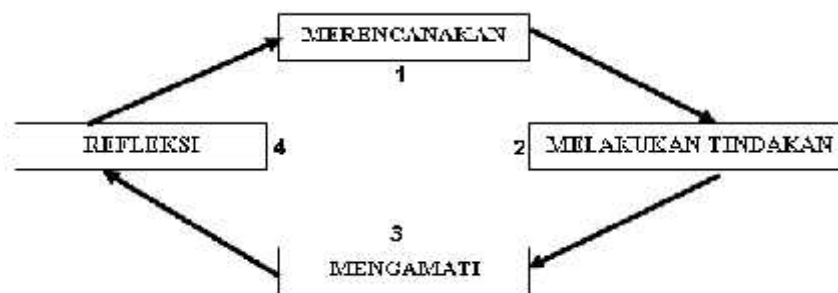 MERENCANAKAN
1
REFLEKSI
4
2
MELAKUKAN TINDAKAN
3
MENGAMATI